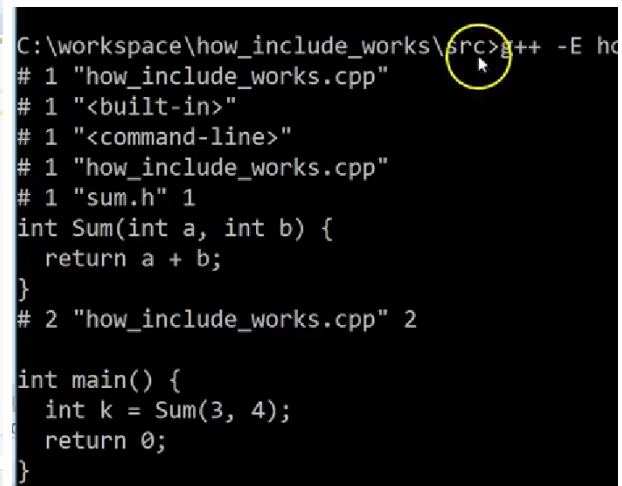 C:\workspace\how_include_works\src>g++ -E ho
# 1 "how_include_works.cpp"
# 1 "<built-in>"
# 1 "<command-line>"
# 1 "how_include_works.cpp"
# 1 "sum.h" 1
int Sum(int a, int b) {
  return a + b;
}
# 2 "how_include_works.cpp" 2

int main() {
  int k = Sum(3, 4);
  return 0;
}